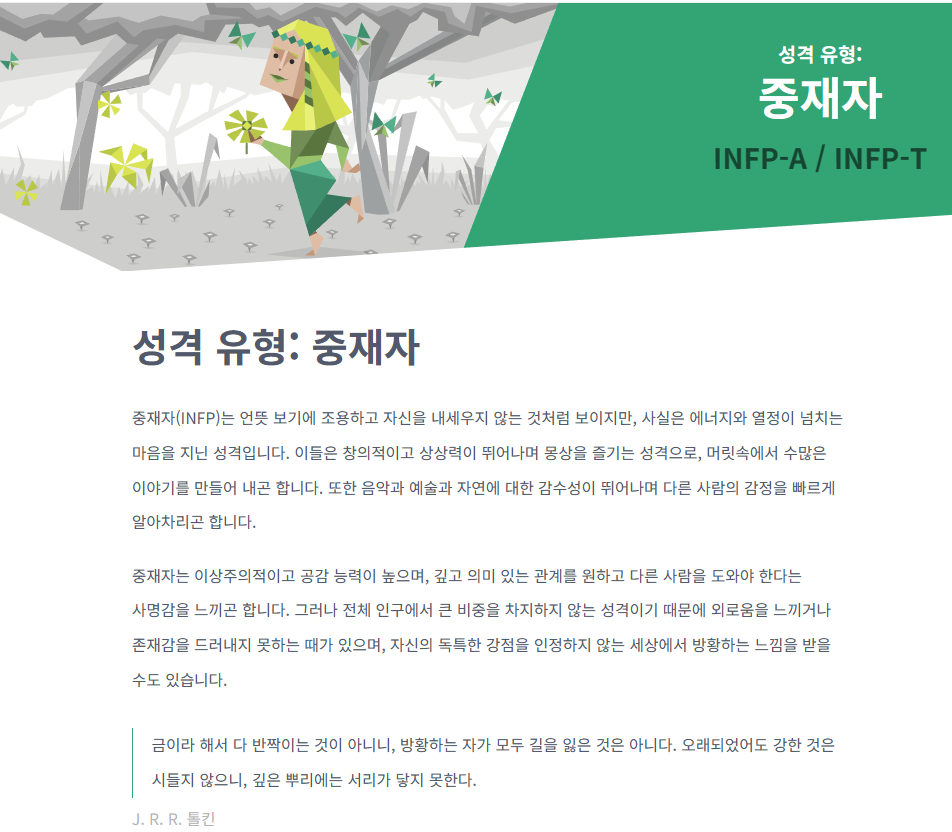 성격 유형:
중재자
INFP-A / INFP-T
성격 유형: 중재자
중재자(INFP)는 언뜻 보기에 조용하고 자신을 내세우지 않는 것처럼 보이지만, 사실은 에너지와 열정이 넘치는
마음을 지닌 성격입니다. 이들은 창의적이고 상상력이 뛰어나며 몽상을 즐기는 성격으로, 머릿속에서 수많은
이야기를 만들어 내곤 합니다. 또한 음악과 예술과 자연에 대한 감수성이 뛰어나며 다른 사람의 감정을 빠르게
알아차리곤 합니다.
중재자는 이상주의적이고 공감 능력이 높으며, 깊고 의미 있는 관계를 원하고 다른 사람을 도와야 한다는
사명감을 느끼곤 합니다. 그러나 전체 인구에서 큰 비중을 차지하지 않는 성격이기 때문에 외로움을 느끼거나
존재감을 드러내지 못하는 때가 있으며, 자신의 독특한 강점을 인정하지 않는 세상에서 방황하는 느낌을 받을
수도 있습니다.
금이라 해서 다 반짝이는 것이 아니니, 방황하는 자가 모두 길을 잃은 것은 아니다. 오래되었어도 강한 것은
시들지 않으니, 깊은 뿌리에는 서리가 닿지 못한다.
J. R. R. 톨킨